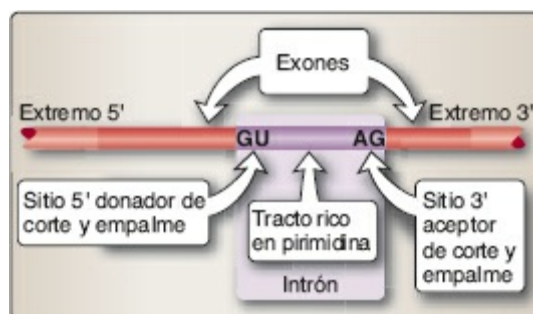 Exones
Extremo 5'
Extremo 3'
GU
AG
Sitio 5' donador de
corte y empalme
Tracto rico
en pirimidina
Sitio 3'
aceptor
de corte y
empalme
Intrón